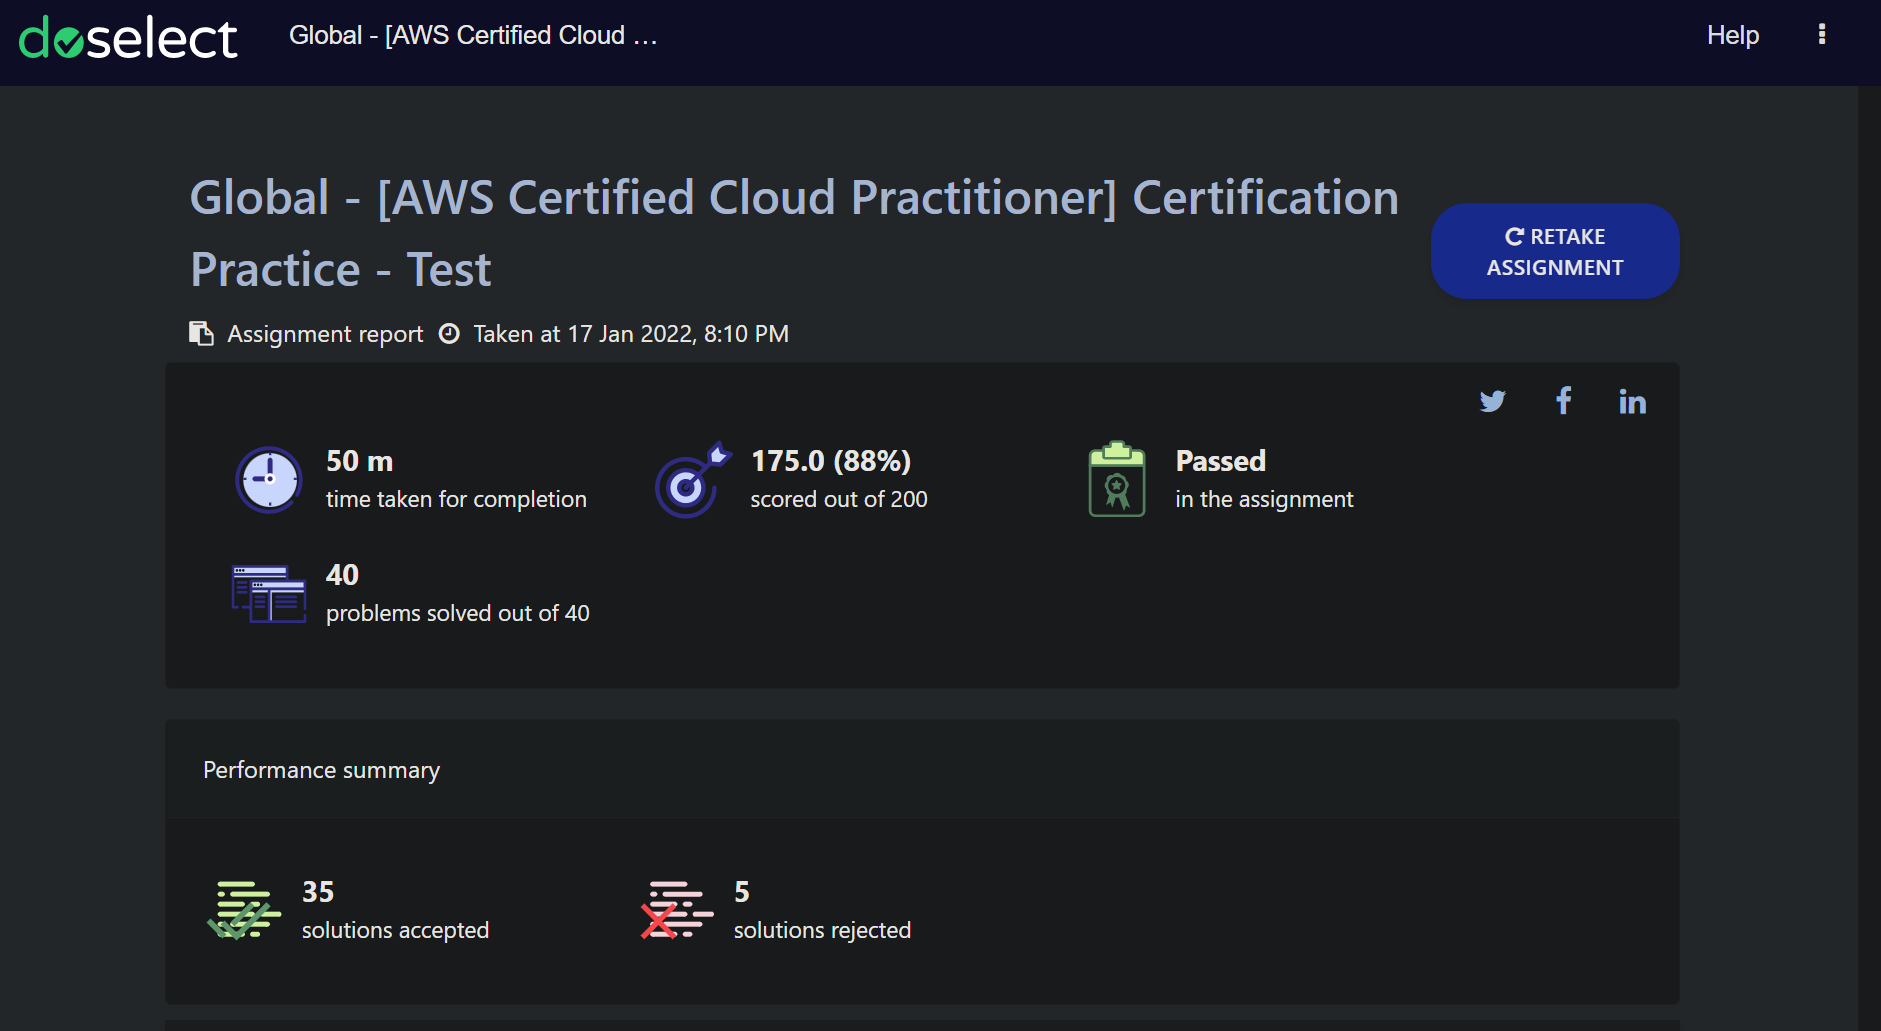 doselect
Global - [AWS Certified Cloud ...
Help
Global - [AWS Certified Cloud Practitioner] Certification
Practice - Test
RETAKE
ASSIGNMENT
Assignment report Taken at 17 Jan 2022, 8:10 PM
50 m
time taken for completion
175.0 (88%)
scored out of 200
Passed
in the assignment
40
problems solved out of 40
Performance summary
35
solutions accepted
5
solutions rejected